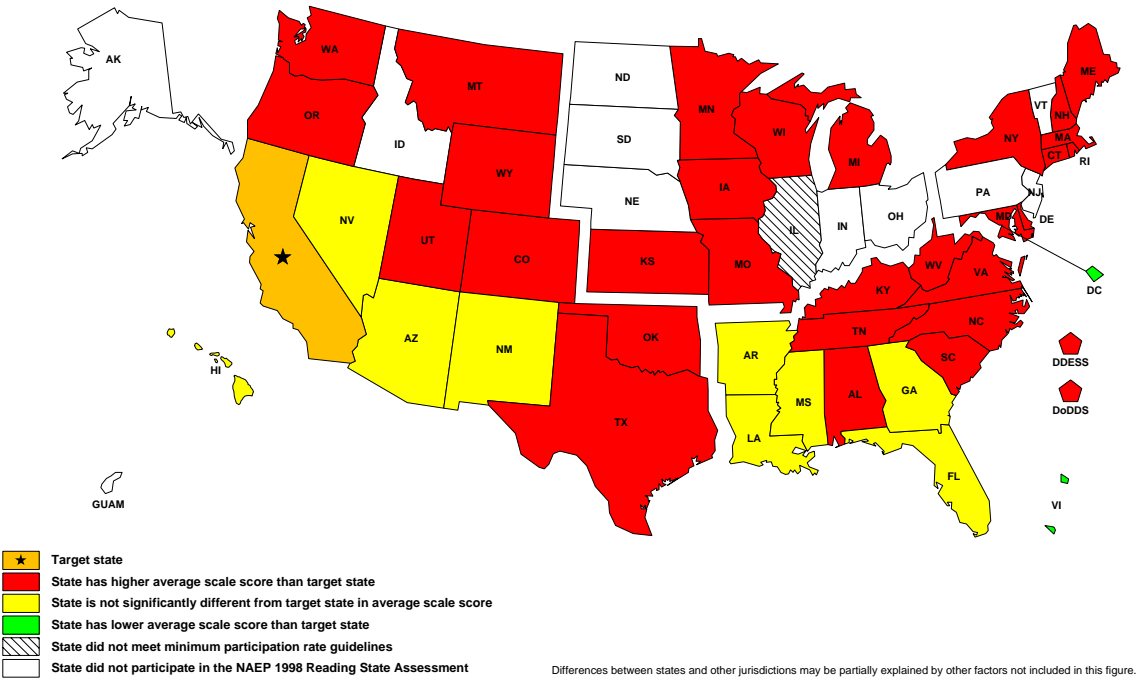 AK
WA
MT
ND
MN
ME
VT
NH
OR
ID
SD
WI
NY
MA
CT
RI
MI
WY
IA
PA
NJ
NE
OH
NV
IL
IN
MD
DE
UT
CO
KS
MO
WV
VA
KY
DC
NC
TN
AZ
NM
OK
AR
SC
DDESS
HI
MS
AL
GA
DoDDS
TX
LA
FL
GUAM
VI
Target state
State has higher average scale score than target state
State is not significantly different from target state in average scale score
State has lower average scale score than target state
State did not meet minimum participation rate guidelines
State did not participate in the NAEP 1998 Reading State Assessment
Differences between states and other jurisdictions may be partially explained by other factors not included in this figure.